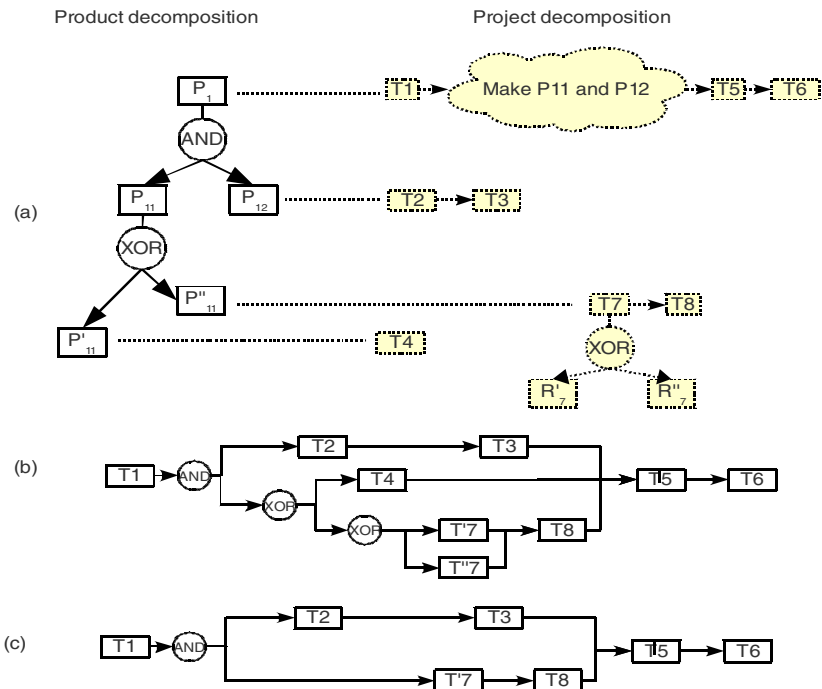 Product decomposition
Project decomposition
P1
T1
Make P11 and P12
T5
T6
AND
(a)
P11
P12
T2
T3
XOR
P''11
T7
T8
P'11
T4
XOR
R'7
R''7
(b)
T1
AND
T2
T3
XOR
T4
T5
T6
XOR
T'7
T8
T''7
(c)
T1
AND
T2
T3
T5
T6
T'7
T8